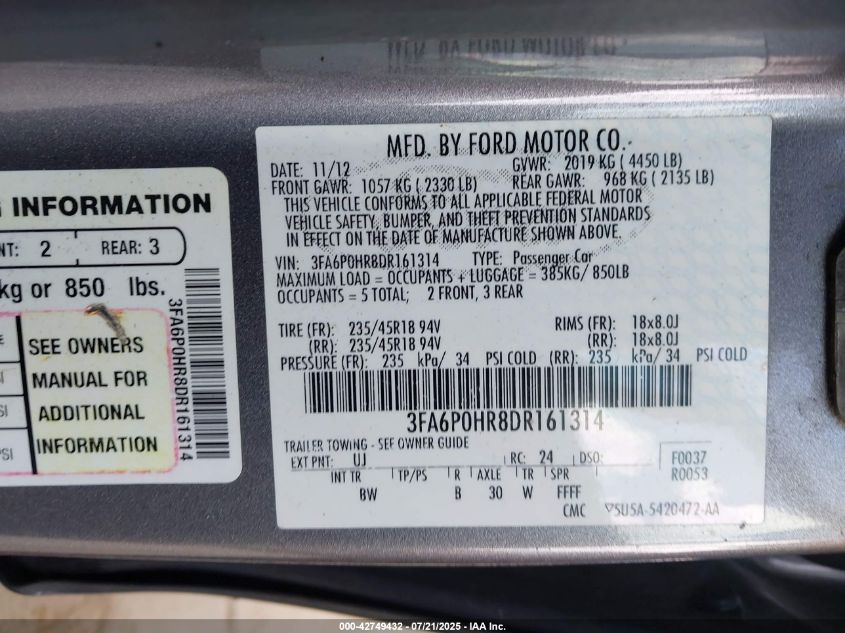 MFD. BY FORD MOTOR CO.
DATE: 11/12 GVWR: 2019 KG ( 4450 LB)
FRONT GAWR: 1057 KG ( 2330 LB) REAR GAWR: 968 KG ( 2135 LB)
THIS VEHICLE CONFORMS TO ALL APPLICABLE FEDERAL MOTOR
VEHICLE SAFETY, BUMPER, AND THEFT PREVENTION STANDARDS
IN EFFECT ON THE DATE OF MANUFACTURE SHOWN ABOVE.
VIN: 3FA6P0HR8DR161314 TYPE: Passenger Car
MAXIMUM LOAD = OCCUPANTS + LUGGAGE = 385KG/ 850LB
OCCUPANTS = 5 TOTAL; 2 FRONT, 3 REAR
TIRE (FR): 235/45R18 94V RIMS (FR): 18x8.0J
(RR): 235/45R18 94V (RR): 18x8.0J
PRESSURE (FR): 235 kPa/ 34 PSI COLD (RR): 235 kPa/ 34 PSI COLD
3FA6P0HR8DR161314
TRAILER TOWING - SEE OWNER GUIDE
EXT PNT: UJ RC: 24 DSO: F0037
R0053
INT TR TP/PS R AXLE TR SPR
BW B 30 W FFFF
CMC 5U5A-5420472-AA
INFORMATION
NT: 2 REAR: 3
kg or 850 lbs.
SEE OWNERS
MANUAL FOR
ADDITIONAL
INFORMATION
PSI
3FA6P0HR8DR161314
000-42749432 - 07/21/2025 - IAA Inc.